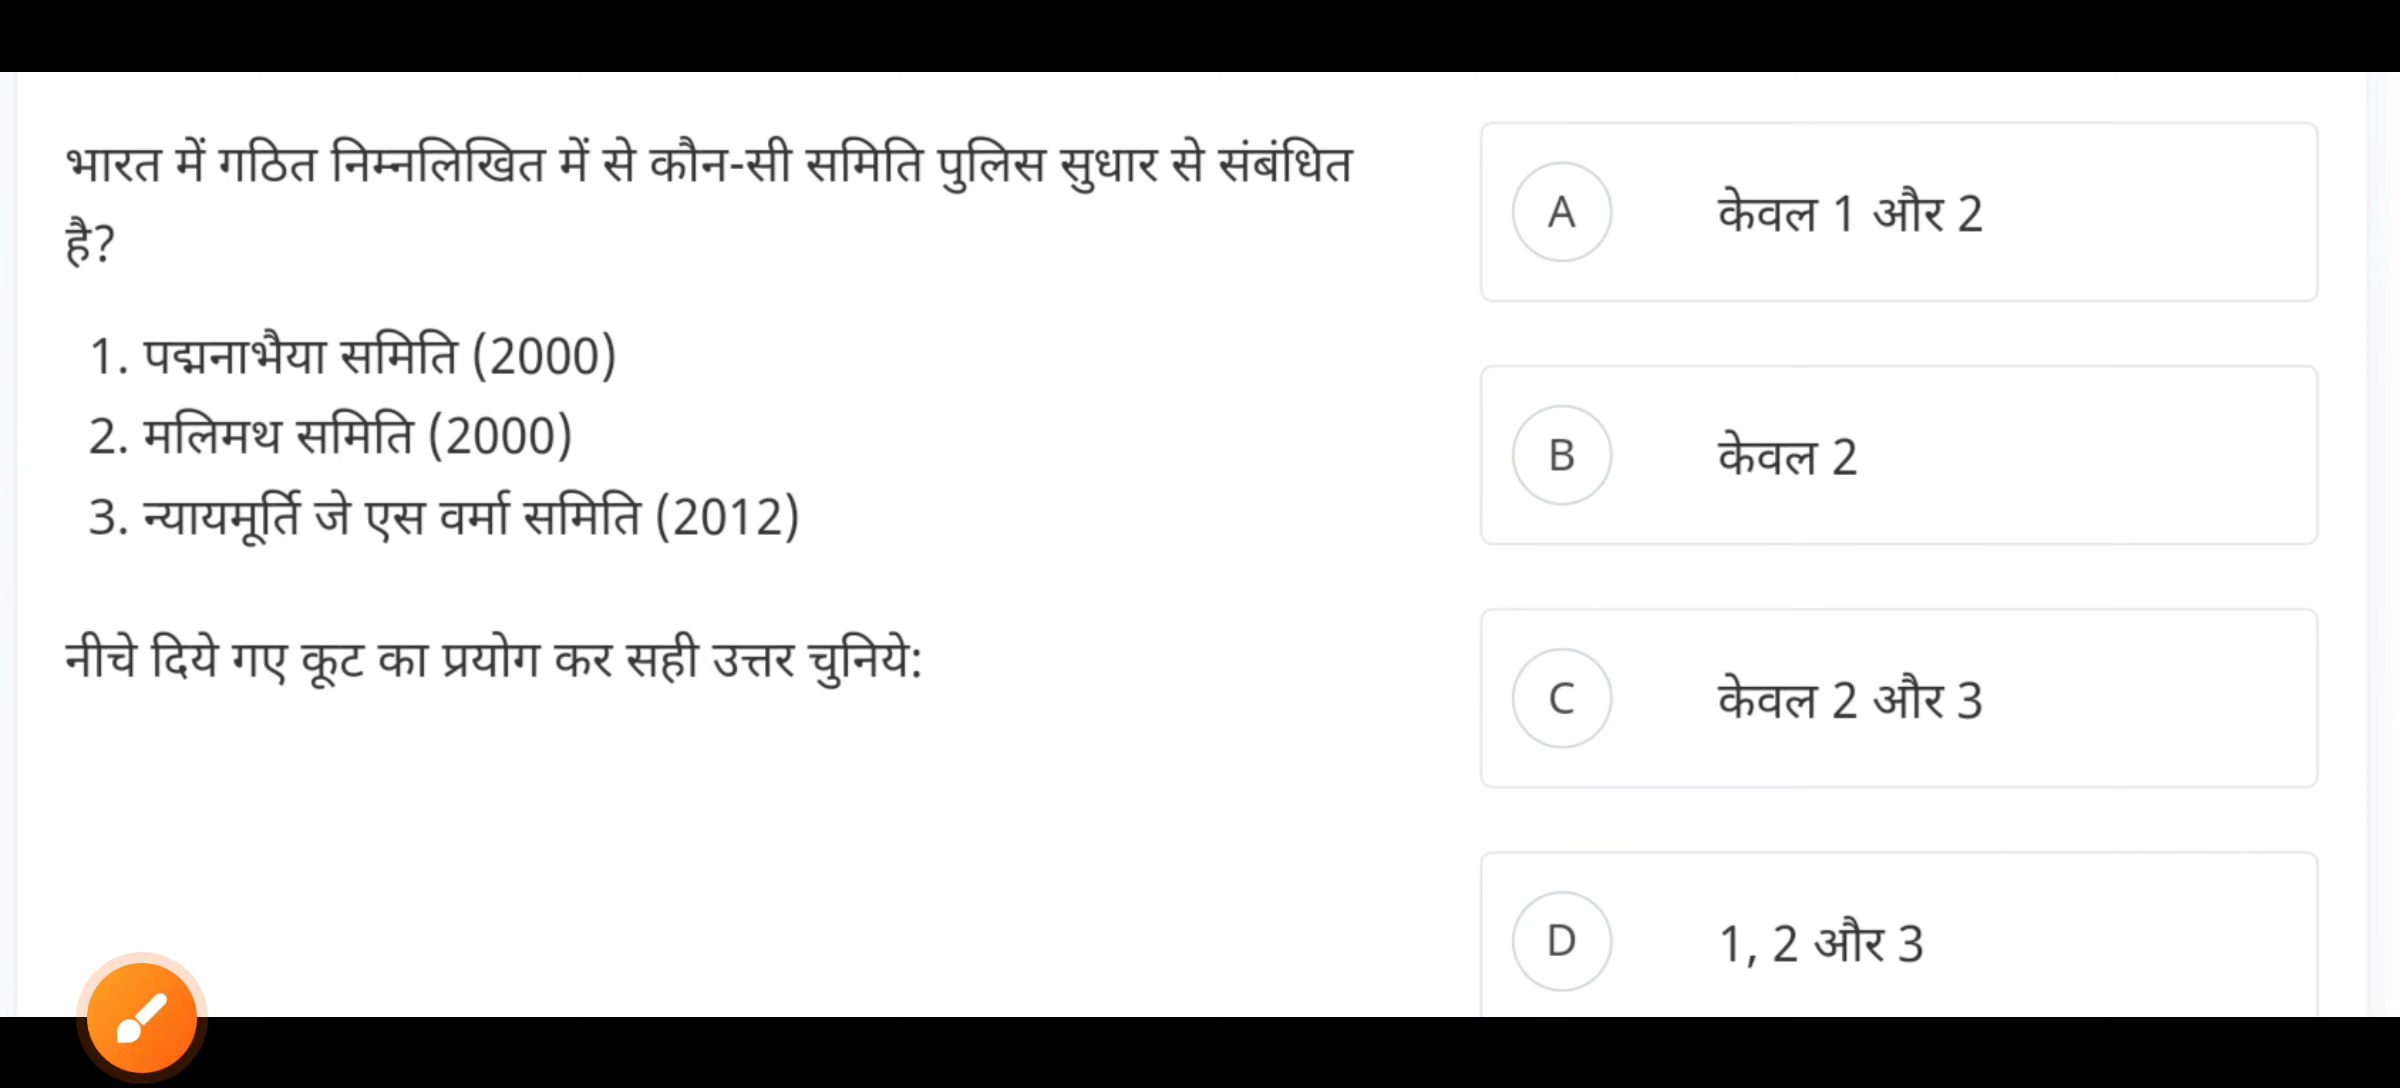 भारत में गठित निम्नलिखित में से कौन-सी समिति पुलिस सुधार से संबंधित
है?
1. पद्मनाभैया समिति (2000)
2. मलिमथ समिति (2000)
3. न्यायमूर्ति जे एस वर्मा समिति (2012)
नीचे दिये गए कूट का प्रयोग कर सही उत्तर चुनिये:
A केवल 1 और 2
B केवल 2
C केवल 2 और 3
D 1, 2 और 3